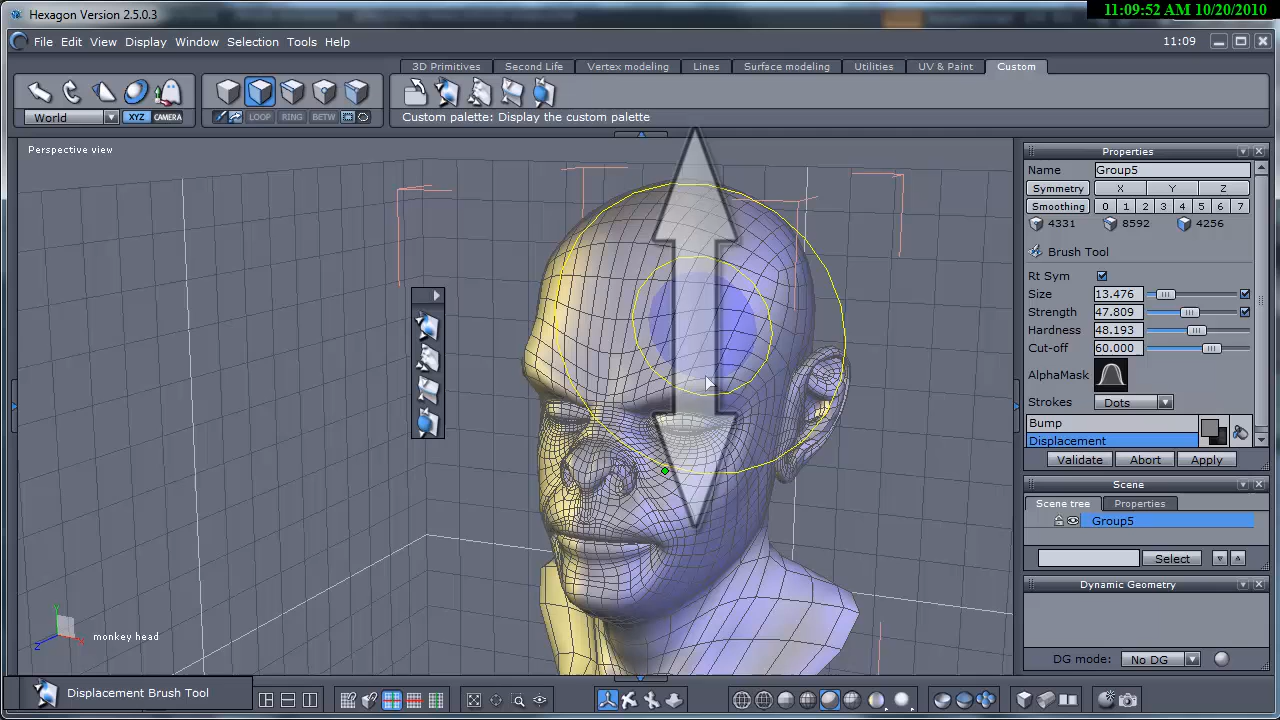 11:09:52 AM 10/20/2010
Hexagon Version 2.5.0.3
File Edit View Display Window Selection Tools Help
11:09
3D Primitives Second Life Vertex modeling Lines Surface modeling Utilities UV & Paint Custom
World XYZ CAMERA LOOP RING BETW
Custom palette: Display the custom palette
Perspective view
Properties
Name Group5
Symmetry X Y Z
Smoothing 0 1 2 3 4 5 6 7
4331 8592 4256
Brush Tool
Rt Sym
Size 13.476
Strength 47.809
Hardness 48.193
Cut-off 60.000
AlphaMask
Strokes Dots
Bump
Displacement
Validate Abort Apply
Scene
Scene tree Properties
Group5
Select
Dynamic Geometry
DG mode: No DG
Y
Z X
monkey head
Displacement Brush Tool